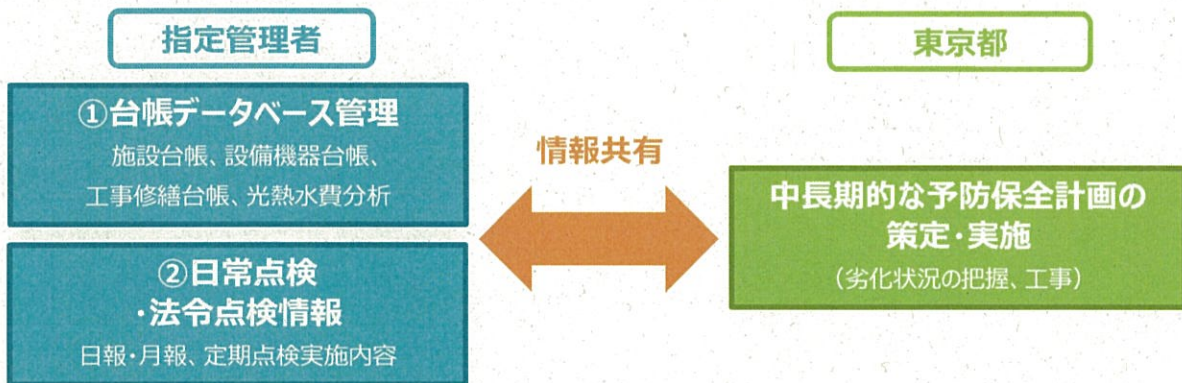 指定管理者
①台帳データベース管理
施設台帳、設備機器台帳、
工事修繕台帳、光熱水費分析
②日常点検
・法令点検情報
日報・月報、定期点検実施内容
情報共有
東京都
中長期的な予防保全計画の
策定・実施
(劣化状況の把握、工事)